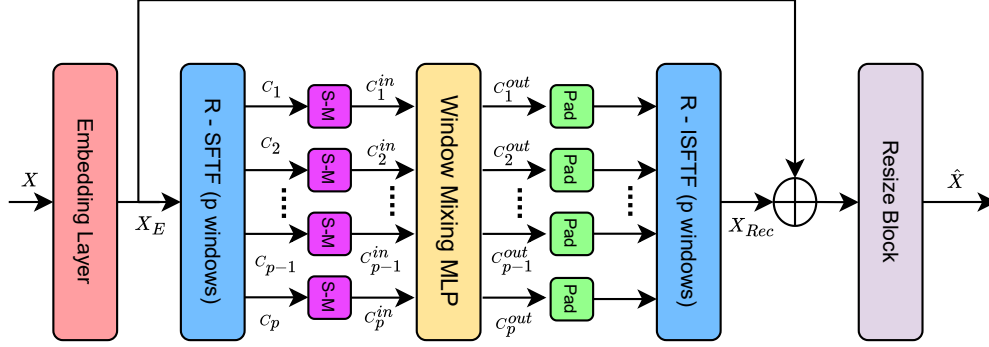 X
Embedding Layer
X_E
R - SFTF (p windows)
C_1
C_2
C_{p-1}
C_p
S-M
S-M
S-M
S-M
C_1^{in}
C_2^{in}
C_{p-1}^{in}
C_p^{in}
Window Mixing MLP
C_1^{out}
C_2^{out}
C_{p-1}^{out}
C_p^{out}
Pad
Pad
Pad
Pad
R - ISFTF (p windows)
X_{Rec}
Resize Block
X̂